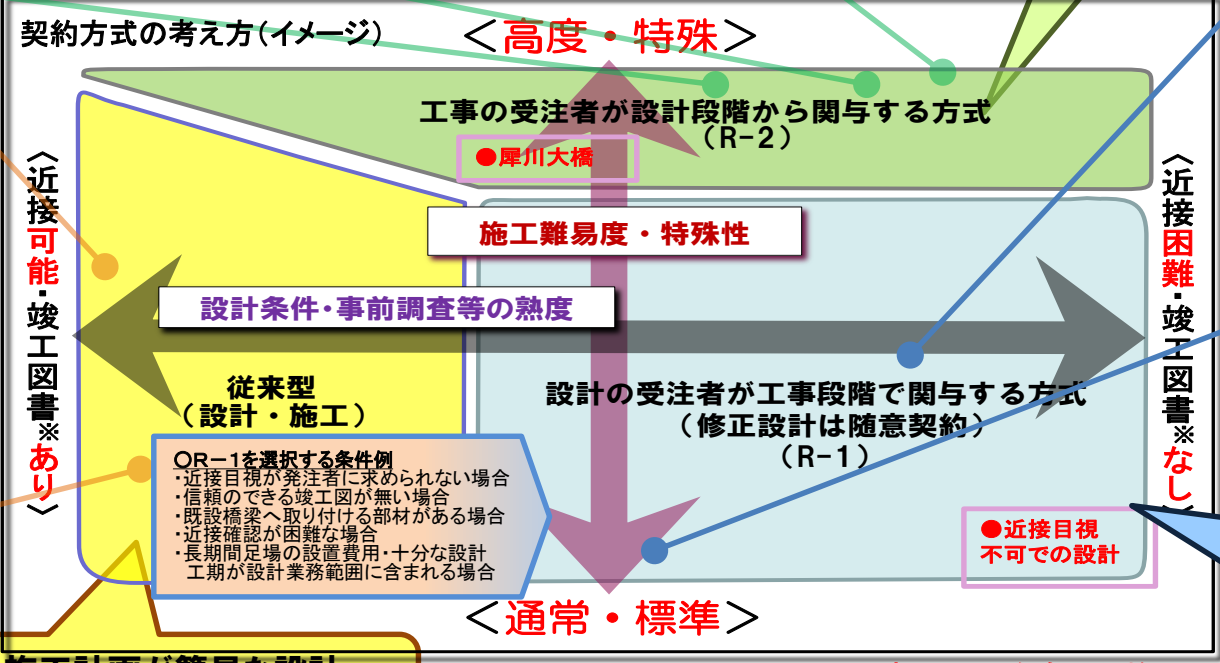 契約方式の考え方(イメージ)
＜高度・特殊＞
工事の受注者が設計段階から関与する方式
(R-2)
●犀川大橋
〈近接可能・竣工図書※あり〉
〈近接困難・竣工図書※なし〉
施工難易度・特殊性
設計条件・事前調査等の熟度
従来型
(設計・施工)
設計の受注者が工事段階で関与する方式
(修正設計は随意契約)
(R-1)
○R-1を選択する条件例
・近接目視が発注者に求められない場合
・信頼のできる竣工図が無い場合
・既設橋梁へ取り付ける部材がある場合
・近接確認が困難な場合
・長期間足場の設置費用・十分な設計
工期が設計業務範囲に含まれる場合
●近接目視
不可での設計
＜通常・標準＞